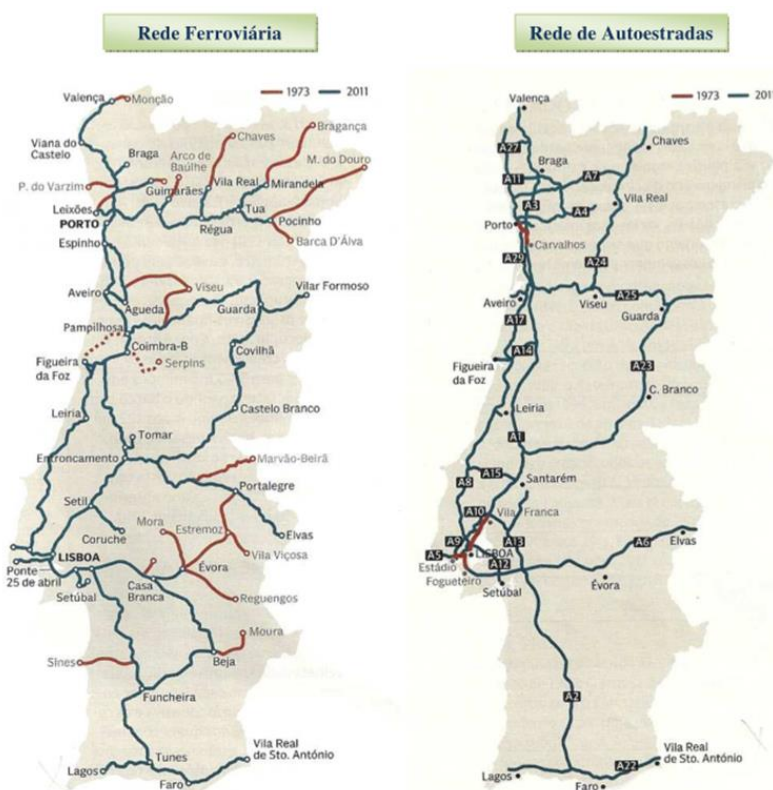 Rede Ferroviária
1973 2011
Valença
Monção
Viana do
Castelo
Braga
Arco de
Baúlhe
Chaves
Bragança
M. do Douro
P. do Varzim
Guimarães
Vila Real
Mirandela
Leixões
PORTO
Régua
Tua
Pocinho
Espinho
Barca D'Álva
Aveiro
Águeda
Viseu
Guarda
Vilar Formoso
Pampilhosa
Coimbra-B
Figueira
da Foz
Serpins
Covilhã
Leiria
Castelo Branco
Tomar
Entroncamento
Marvão-Beirã
Setil
Portalegre
Mora
Estremoz
Coruche
Elvas
LISBOA
Vila Viçosa
Ponte
25 de abril
Casa
Branca
Évora
Setúbal
Reguengos
Moura
Sines
Beja
Funcheira
Tunes
Vila Real
de Sto. António
Lagos
Faro
Rede de Autoestradas
1973 2011
Valença
Chaves
A27
Braga
A7
A11
A3
A4
Vila Real
Porto
Carvalhos
A29
A24
Aveiro
Viseu
A25
Guarda
A17
A14
Figueira
da Foz
A23
C. Branco
Leiria
A1
A15
Santarém
A8
A10
Vila Franca
A9
A13
A5
LISBOA
A6
Elvas
Estádio
A12
Fogueteiro
Setúbal
Évora
A2
Vila Real
de Sto. António
Lagos
A22
Faro